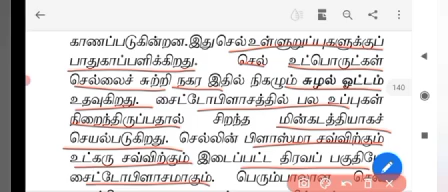 காணப்படுகின்றன.இதுசெல்உள்ளுறுப்புகளுக்குப்
பாதுகாப்பளிக்கிறது. செல் உட்பொருட்கள்
செல்லைச் சுற்றி நகர இதில் நிகழும் சுழல் ஓட்டம்
உதவுகிறது. சைட்டோபிளாசத்தில் பல உப்புகள்
நிறைந்திருப்பதால் சிறந்த மின்கடத்தியாகச்
செயல்படுகிறது. செல்லின் பிளாஸ்மா சவ்விற்கும்
உட்கரு சவ்விற்கும் இடைப்பட்ட திரவப் பகுதியே
சைட்டோபிளாசமாகும். பெரும்பாலான செல்
140